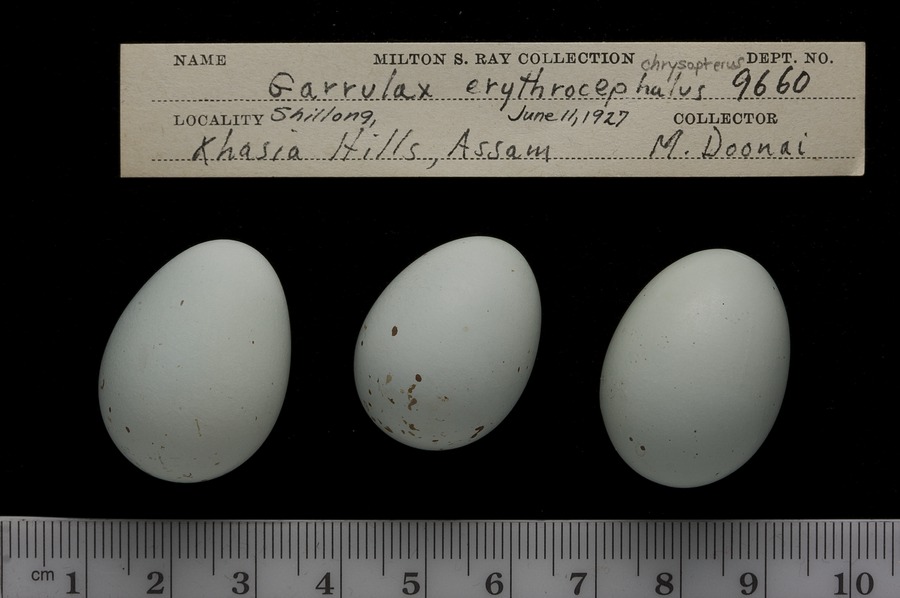 NAME MILTON S. RAY COLLECTION chrysopterus DEPT. NO.
Garrulax erythrocephalus 9660
LOCALITY Shillong, June 11, 1927 COLLECTOR
Khasia Hills, Assam M. Doonai
cm 1 2 3 4 5 6 7 8 9 10